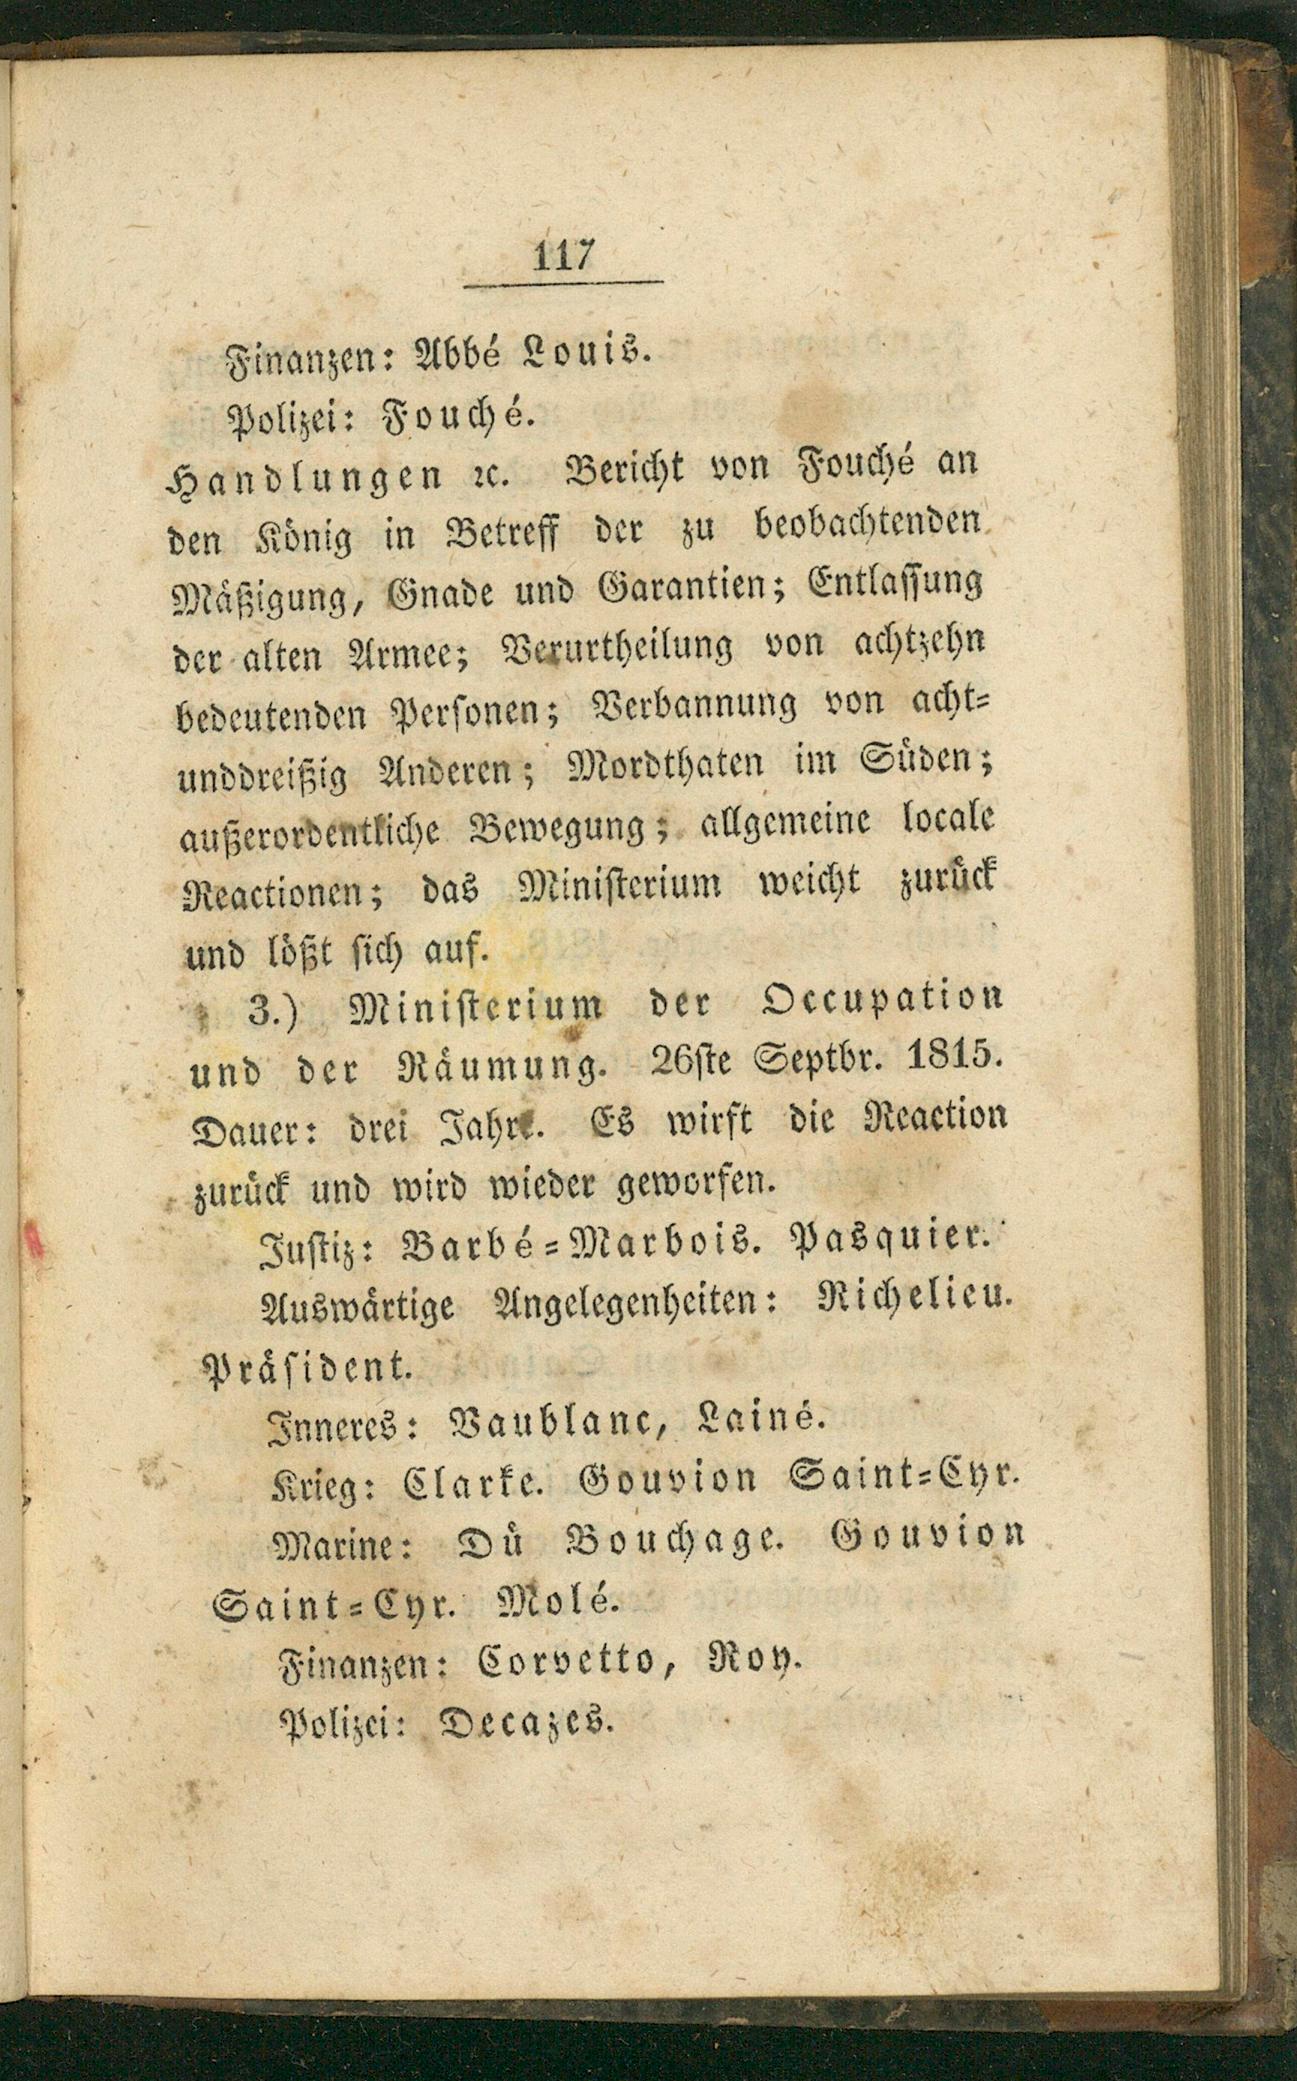 117
Finanzen: Abbé Louis.
Polizei: Fouché.
Handlungen ꝛc. Bericht von Fouché an
den König in Betreff der zu beobachtenden
Mäßigung, Gnade und Garantien; Entlassung
der alten Armee; Verurtheilung von achtzehn
bedeutenden Personen; Verbannung von acht=
unddreißig Anderen; Mordthaten im Süden;
außerordentliche Bewegung; allgemeine locale
Reactionen; das Ministerium weicht zurück
und lößt sich auf.
3.) Ministerium der Occupation
und der Räumung. 26ste Septbr. 1815.
Dauer: drei Jahre. Es wirft die Reaction
zurück und wird wieder geworfen.
Justiz: Barbé=Marbois. Pasquier.
Auswärtige Angelegenheiten: Richelieu.
Präsident.
Inneres: Vaublanc, Lainé.
Krieg: Clarke. Gouvion Saint=Cyr.
Marine: Dü Bouchage. Gouvion
Saint=Cyr. Molé.
Finanzen: Corvetto, Roy.
Polizei: Decazes.